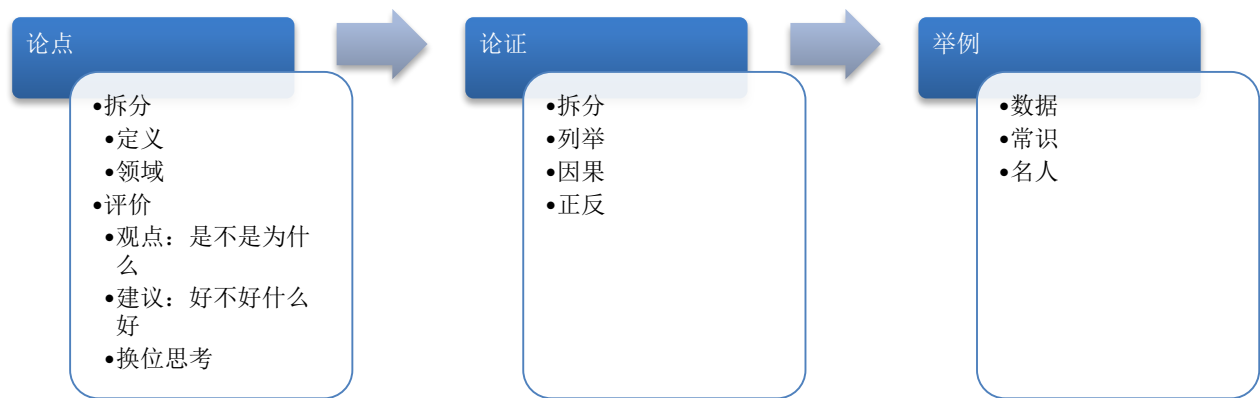 论点
•拆分
•定义
•领域
•评价
•观点：是不是为什
么
•建议：好不好什么
好
•换位思考
论证
•拆分
•列举
•因果
•正反
举例
•数据
•常识
•名人